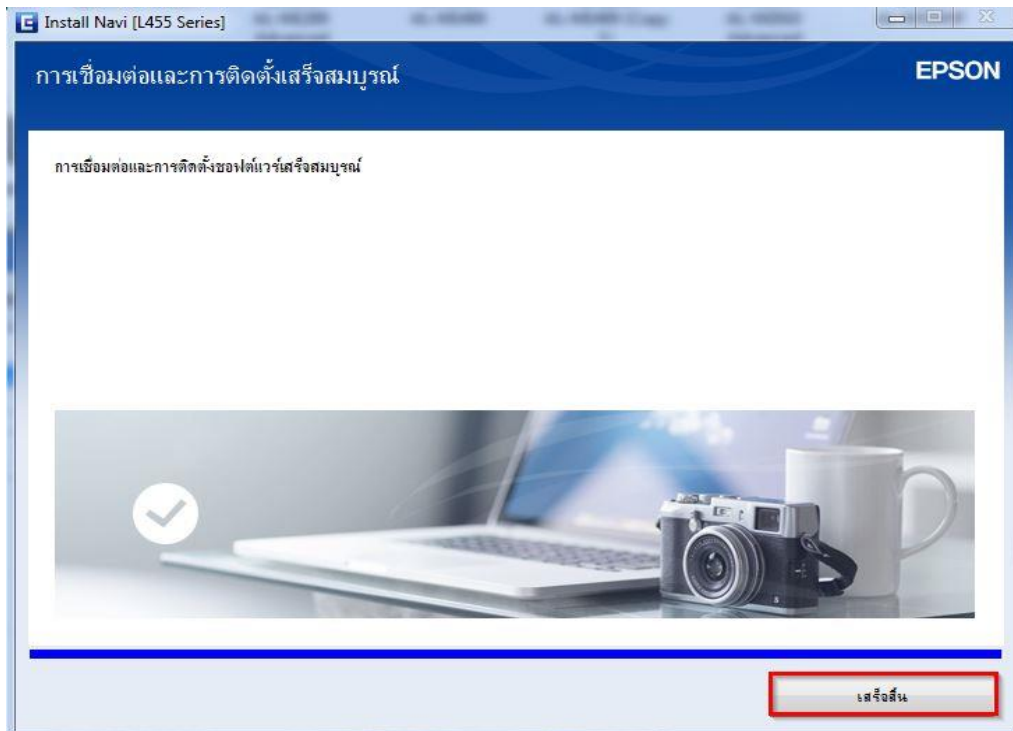 Install Navi [L455 Series]
การเชื่อมต่อและการติดตั้งเสร็จสมบูรณ์
EPSON
การเชื่อมต่อและการติดตั้งซอฟต์แวร์เสร็จสมบูรณ์
เสร็จสิ้น